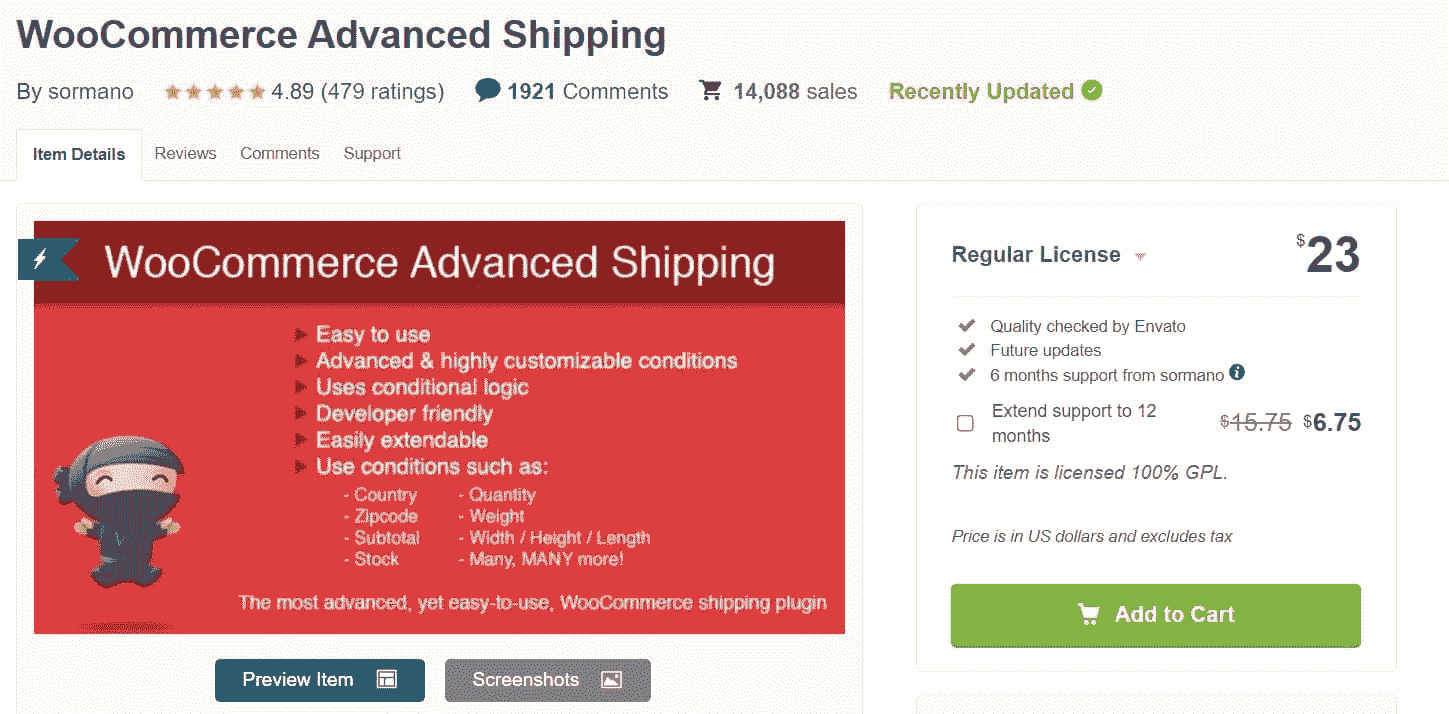 WooCommerce Advanced Shipping
By sormano 4.89 (479 ratings) 1921 Comments 14,088 sales Recently Updated
Item Details Reviews Comments Support
WooCommerce Advanced Shipping
Easy to use
Advanced & highly customizable conditions
Uses conditional logic
Developer friendly
Easily extendable
Use conditions such as:
- Country - Quantity
- Zipcode - Weight
- Subtotal - Width / Height / Length
- Stock - Many, MANY more!
The most advanced, yet easy-to-use, WooCommerce shipping plugin
Preview Item Screenshots
Regular License $23
Quality checked by Envato
Future updates
6 months support from sormano
Extend support to 12 $15.75 $6.75
months
This item is licensed 100% GPL.
Price is in US dollars and excludes tax
Add to Cart